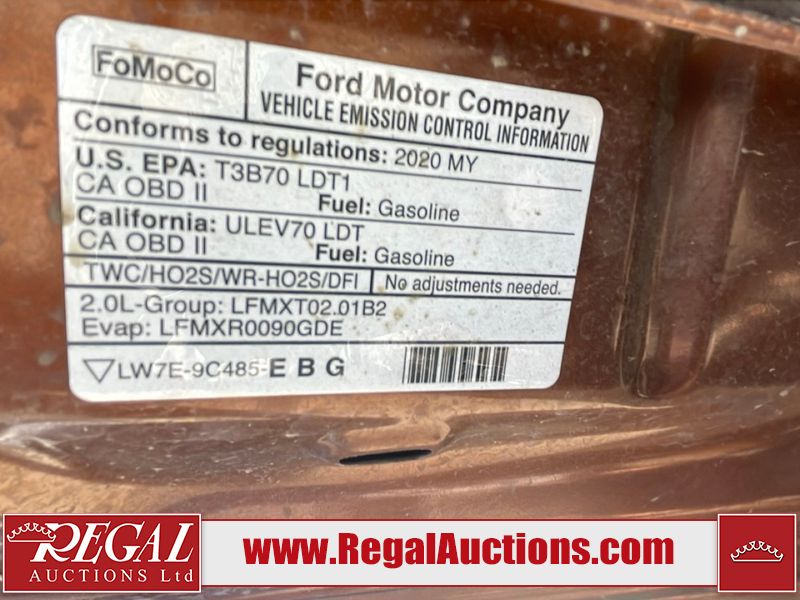 FoMoCo
Ford Motor Company
VEHICLE EMISSION CONTROL INFORMATION
Conforms to regulations: 2020 MY
U.S. EPA: T3B70 LDT1
CA OBD II Fuel: Gasoline
California: ULEV70 LDT
CA OBD II Fuel: Gasoline
TWC/HO2S/WR-HO2S/DFI No adjustments needed.
2.0L-Group: LFMXT02.01B2
Evap: LFMXR0090GDE
LW7E-9C485-E B G
REGAL
AUCTIONS Ltd
www.RegalAuctions.com